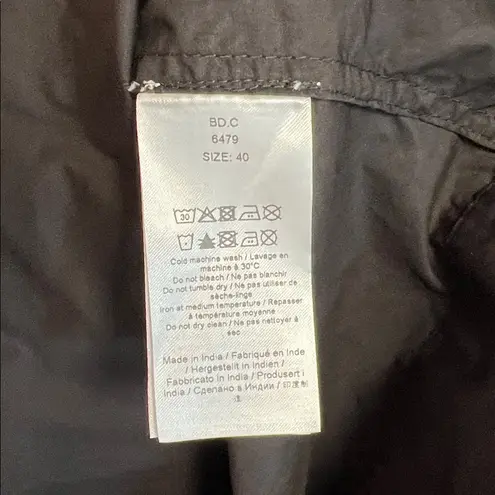 BD.C
6479
SIZE: 40
30
Cold machine wash / Lavage en
machine à 30°C
Do not bleach / Ne pas blanchir
Do not tumble dry / Ne pas utiliser de
sèche-linge
Iron at medium temperature / Repasser
à température moyenne
Do not dry clean / Ne pas nettoyer à
sec
Made in India / Fabriqué en Inde
/ Hergestellt in Indien /
Fabbricato in India / Produsert i
India / Сделано в Индии / 印度制